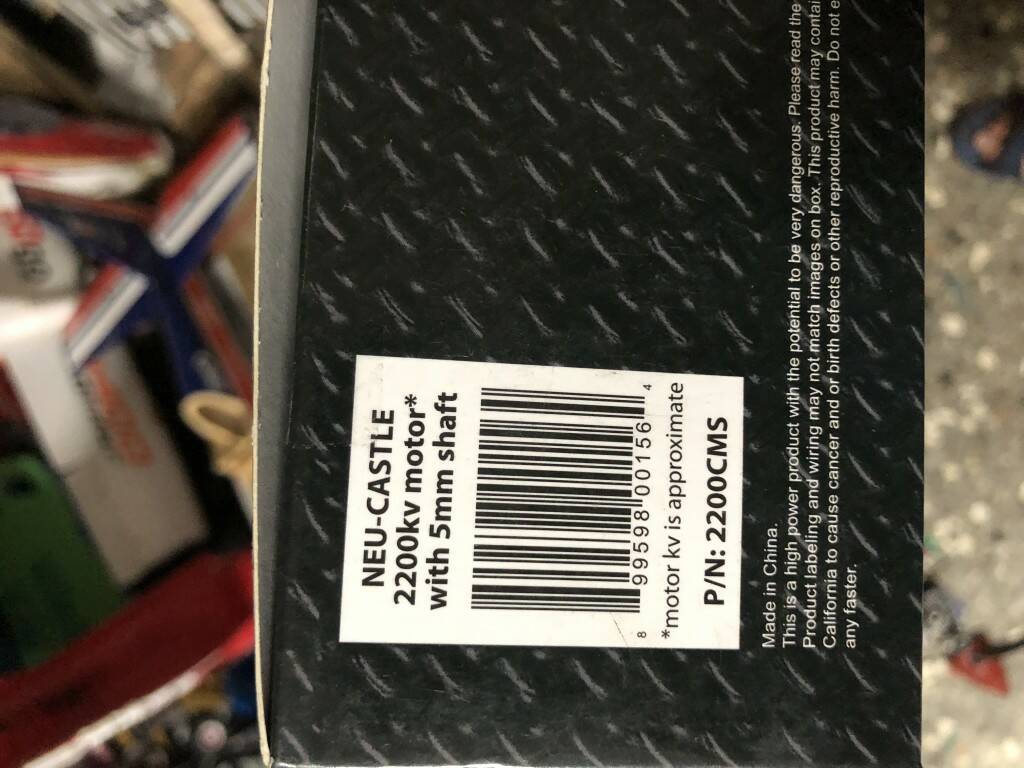 NEU-CASTLE
2200kv motor*
with 5mm shaft
8 99598 00156 4
*motor kv is approximate
P/N: 2200CMS
Made in China.
This is a high power product with the potential to be very dangerous. Please read the
Product labeling and wiring may not match images on box. This product may contai
California to cause cancer and or birth defects or other reproductive harm. Do not e
any faster.